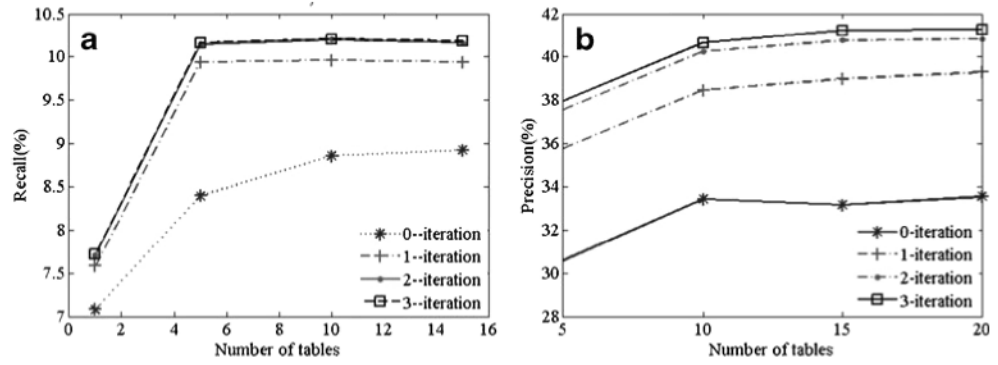 a
Recall(%)
10.5
10
9.5
9
8.5
8
7.5
7
0 2 4 6 8 10 12 14 16
Number of tables
0--iteration
1--iteration
2--iteration
3--iteration
b
Precision(%)
42
40
38
36
34
32
30
28
5 10 15 20
Number of tables
0-iteration
1-iteration
2-iteration
3-iteration